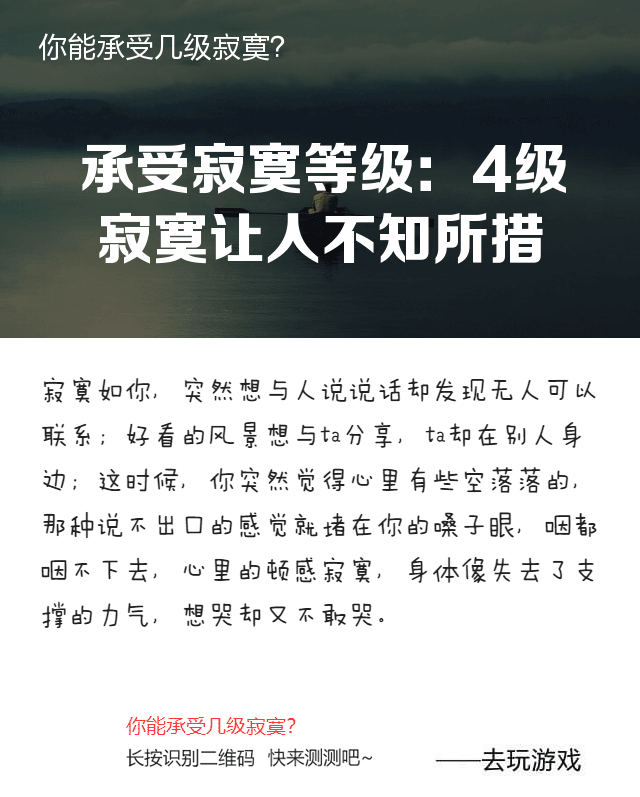 你能承受几级寂寞？
承受寂寞等级：4级
寂寞让人不知所措
寂寞如你，突然想与人说说话却发现无人可以
联系；好看的风景想与ta分享，ta却在别人身
边；这时候，你突然觉得心里有些空落落的，
那种说不出口的感觉就堵在你的嗓子眼，咽都
咽不下去，心里的顿感寂寞，身体像失去了支
撑的力气，想哭却又不敢哭。
你能承受几级寂寞？
长按识别二维码 快来测测吧~
——去玩游戏